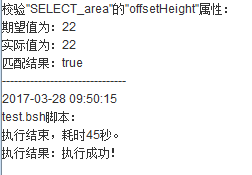 校验"SELECT_area"的"offsetHeight"属性：
期望值为：22
实际值为：22
匹配结果：true
-----------------------------------
2017-03-28 09:50:15
test.bsh脚本：
执行结束，耗时45秒。
执行结果：执行成功！